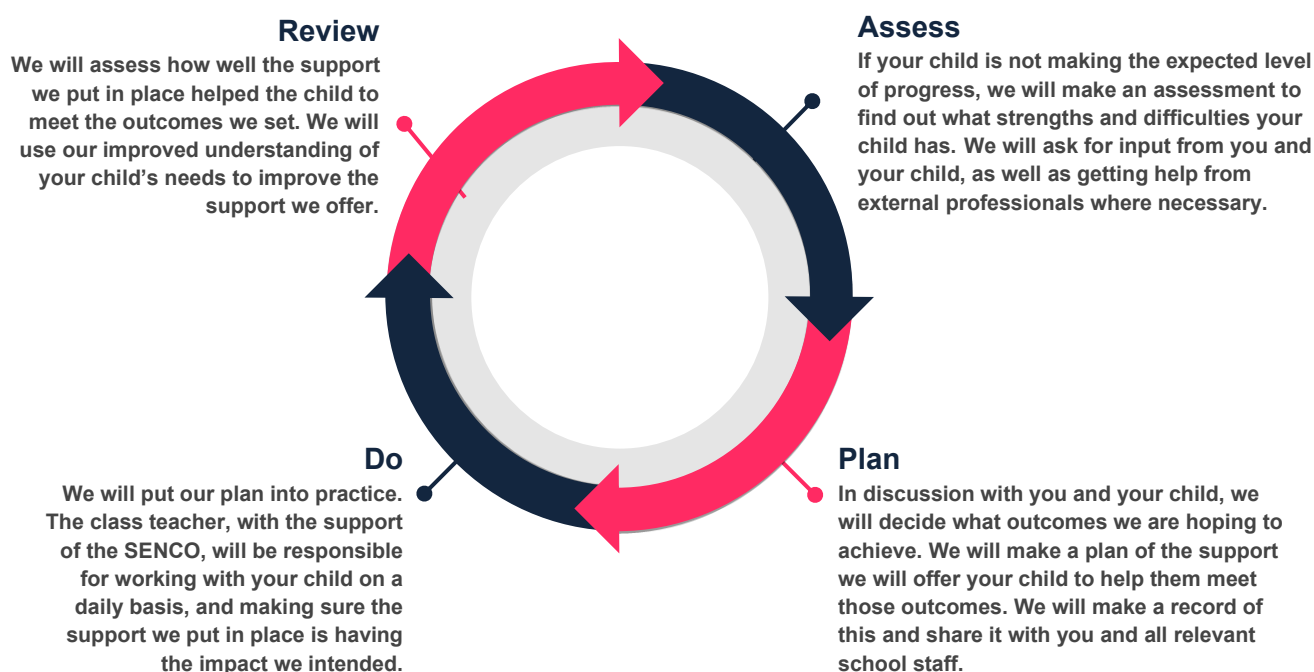 Review
We will assess how well the support
we put in place helped the child to
meet the outcomes we set. We will
use our improved understanding of
your child’s needs to improve the
support we offer.
Assess
If your child is not making the expected level
of progress, we will make an assessment to
find out what strengths and difficulties your
child has. We will ask for input from you and
your child, as well as getting help from
external professionals where necessary.
Do
We will put our plan into practice.
The class teacher, with the support
of the SENCO, will be responsible
for working with your child on a
daily basis, and making sure the
support we put in place is having
the impact we intended.
Plan
In discussion with you and your child, we
will decide what outcomes we are hoping to
achieve. We will make a plan of the support
we will offer your child to help them meet
those outcomes. We will make a record of
this and share it with you and all relevant
school staff.